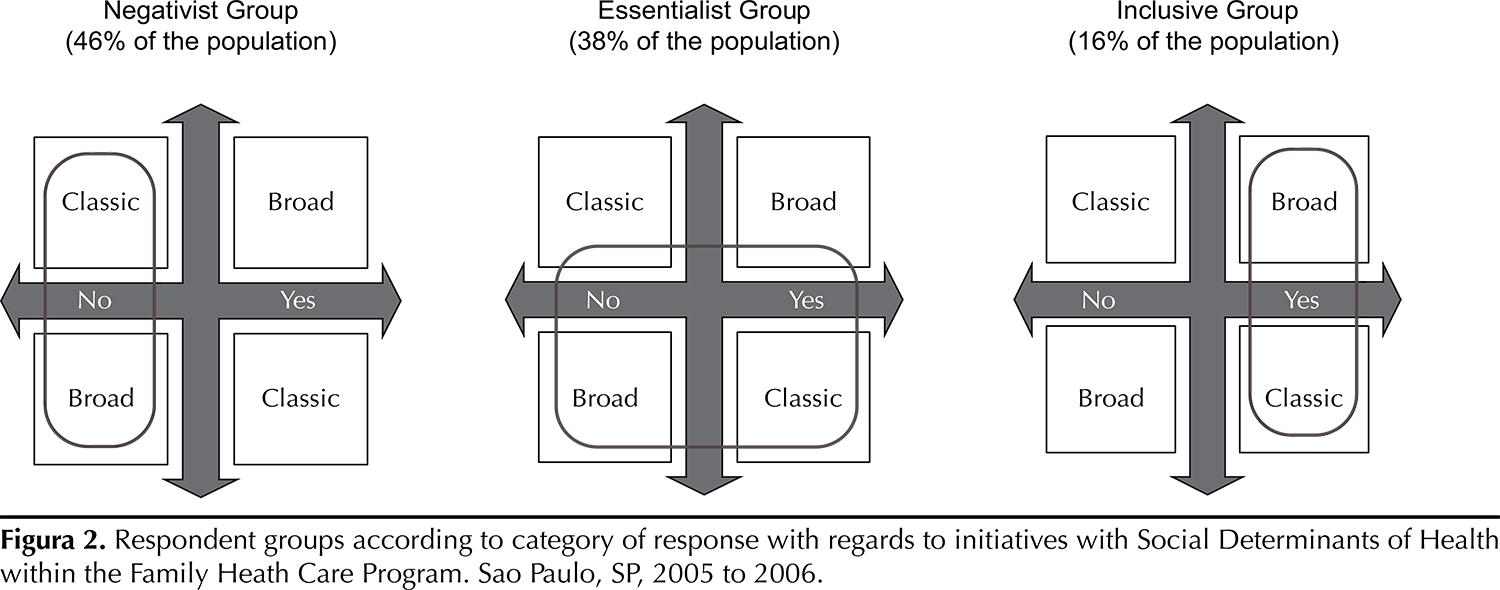 Negativist Group
(46% of the population)
Essentialist Group
(38% of the population)
Inclusive Group
(16% of the population)
Classic
Broad
No
Yes
Broad
Classic
Classic
Broad
No
Yes
Broad
Classic
Classic
Broad
No
Yes
Broad
Classic
Figura 2. Respondent groups according to category of response with regards to initiatives with Social Determinants of Health
within the Family Heath Care Program. Sao Paulo, SP, 2005 to 2006.